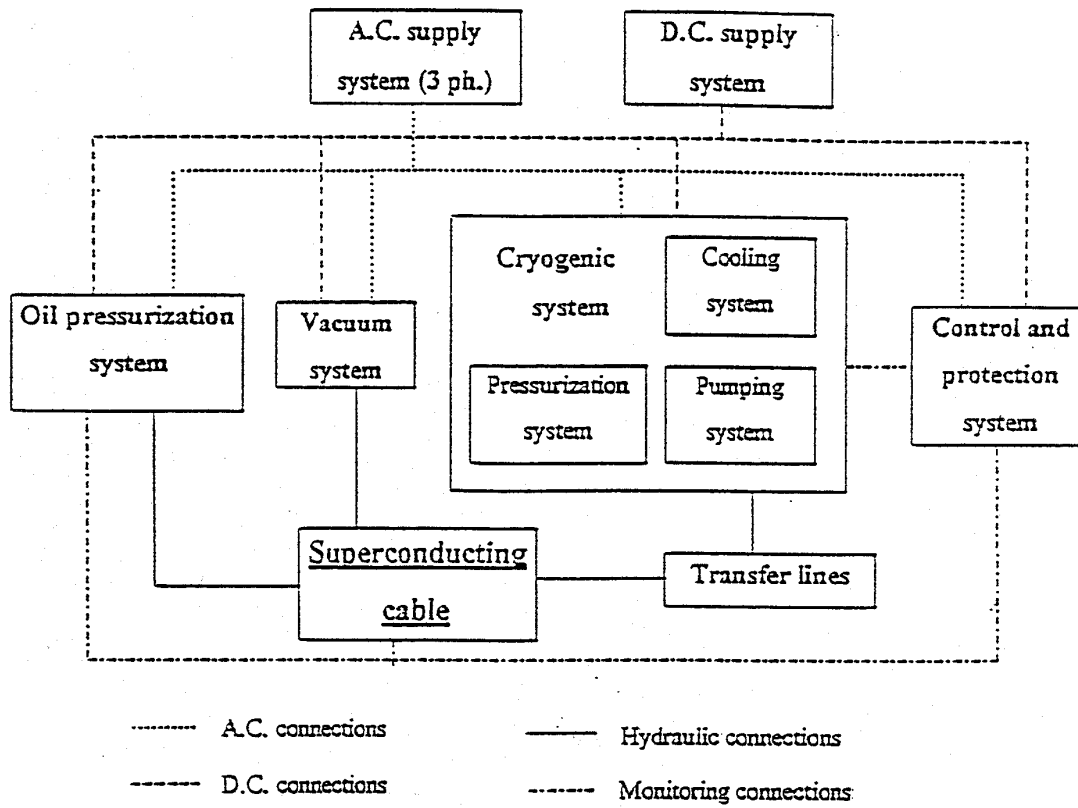 A.C. supply
system (3 ph.)
D.C. supply
system
Oil pressurization
system
Vacuum
system
Cryogenic
system
Cooling
system
Pressurization
system
Pumping
system
Control and
protection
system
Superconducting
cable
Transfer lines
A.C. connections
Hydraulic connections
D.C. connections
Monitoring connections